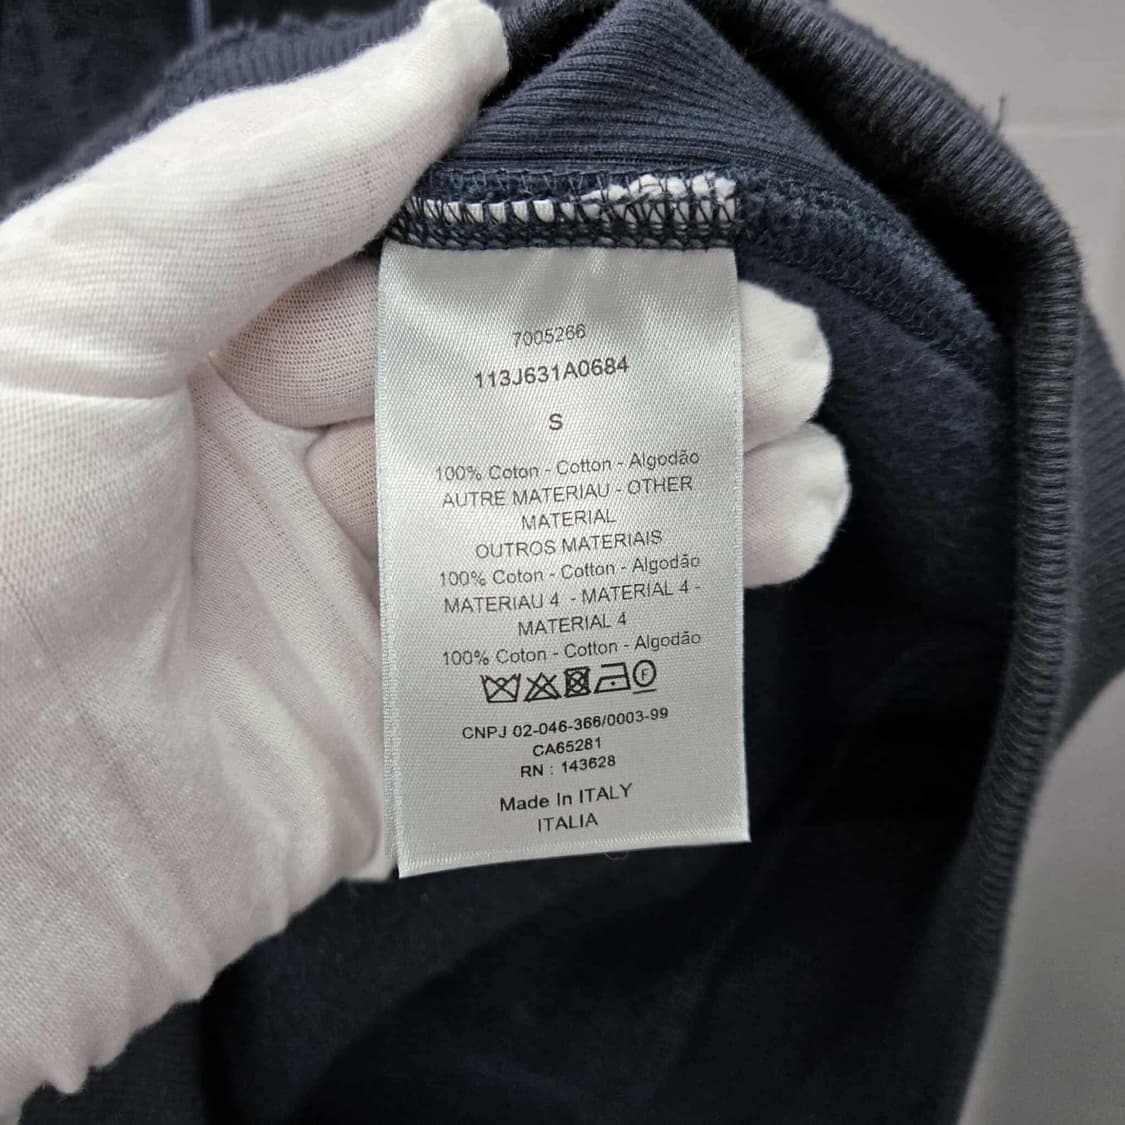 7005266
113J631A0684
S
100% Coton - Cotton - Algodão
AUTRE MATERIAU - OTHER
MATERIAL
OUTROS MATERIAIS
100% Coton - Cotton - Algodão
MATERIAU 4 - MATERIAL 4 -
MATERIAL 4
100% Coton - Cotton - Algodão
F
CNPJ 02-046-366/0003-99
CA65281
RN : 143628
Made In ITALY
ITALIA